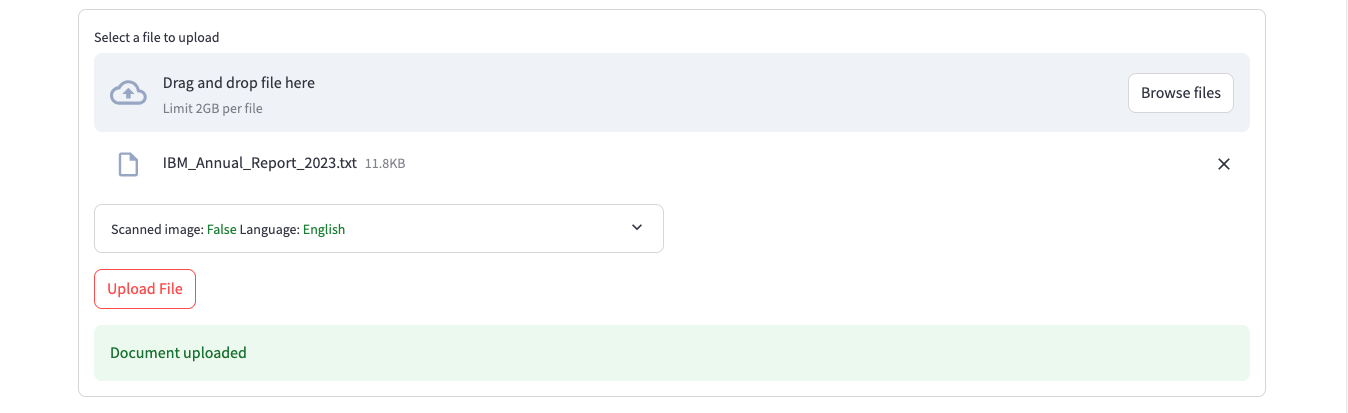 Select a file to upload
Drag and drop file here
Limit 2GB per file
Browse files
IBM_Annual_Report_2023.txt 11.8KB
Scanned image: False Language: English
Upload File
Document uploaded